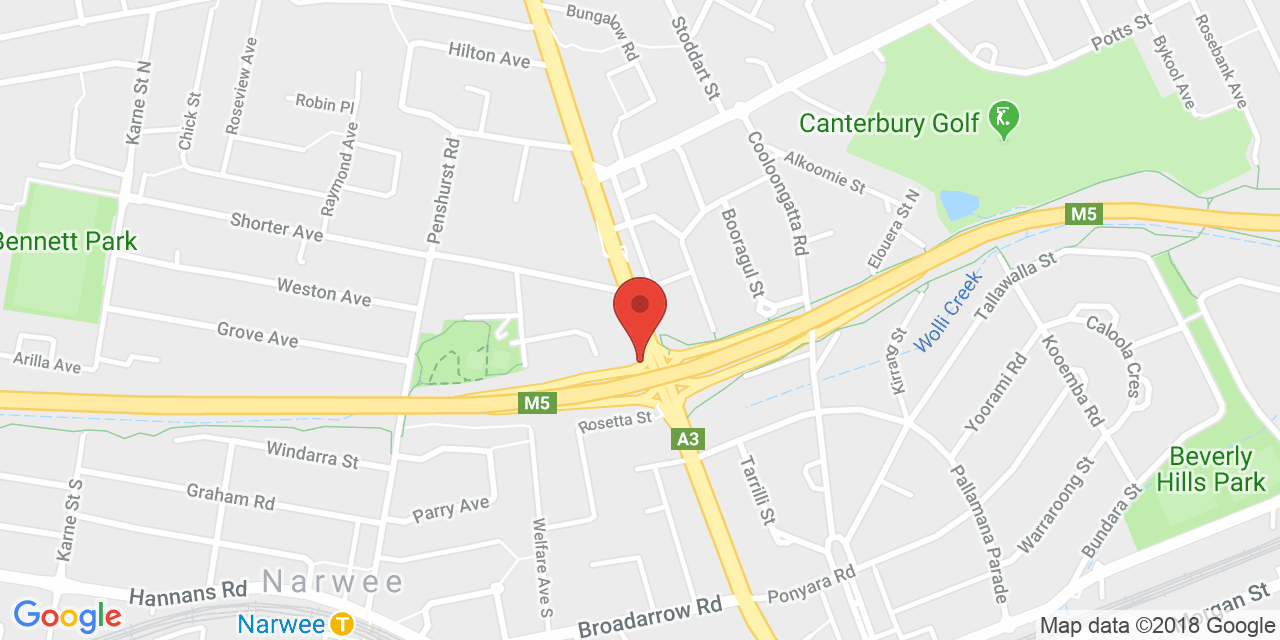 Bungalow Rd
Stoddart St
Potts St
Rosebank Ave
Bykool Ave
Hilton Ave
Karne St N
Chick St
Roseview Ave
Robin Pl
Raymond Ave
Penshurst Rd
Canterbury Golf
Cooloongatta Rd
Alkoomie St
Elouera St N
Booragul St
M5
Shorter Ave
Bennett Park
Weston Ave
Grove Ave
Arilla Ave
Wolli Creek
Tallawalla St
Kirrang St
Yoorami Rd
Caloola Cres
Kooemba Rd
M5
Rosetta St
A3
Windarra St
Graham Rd
Parry Ave
Karne St S
Welfare Ave S
Tarrilli St
Pallamana Parade
Warraroong St
Bundara St
Beverly
Hills Park
Narwee
Hannans Rd
Narwee
T
Broadarrow Rd
Ponyara Rd
Morgan St
Google
Map data ©2018 Google